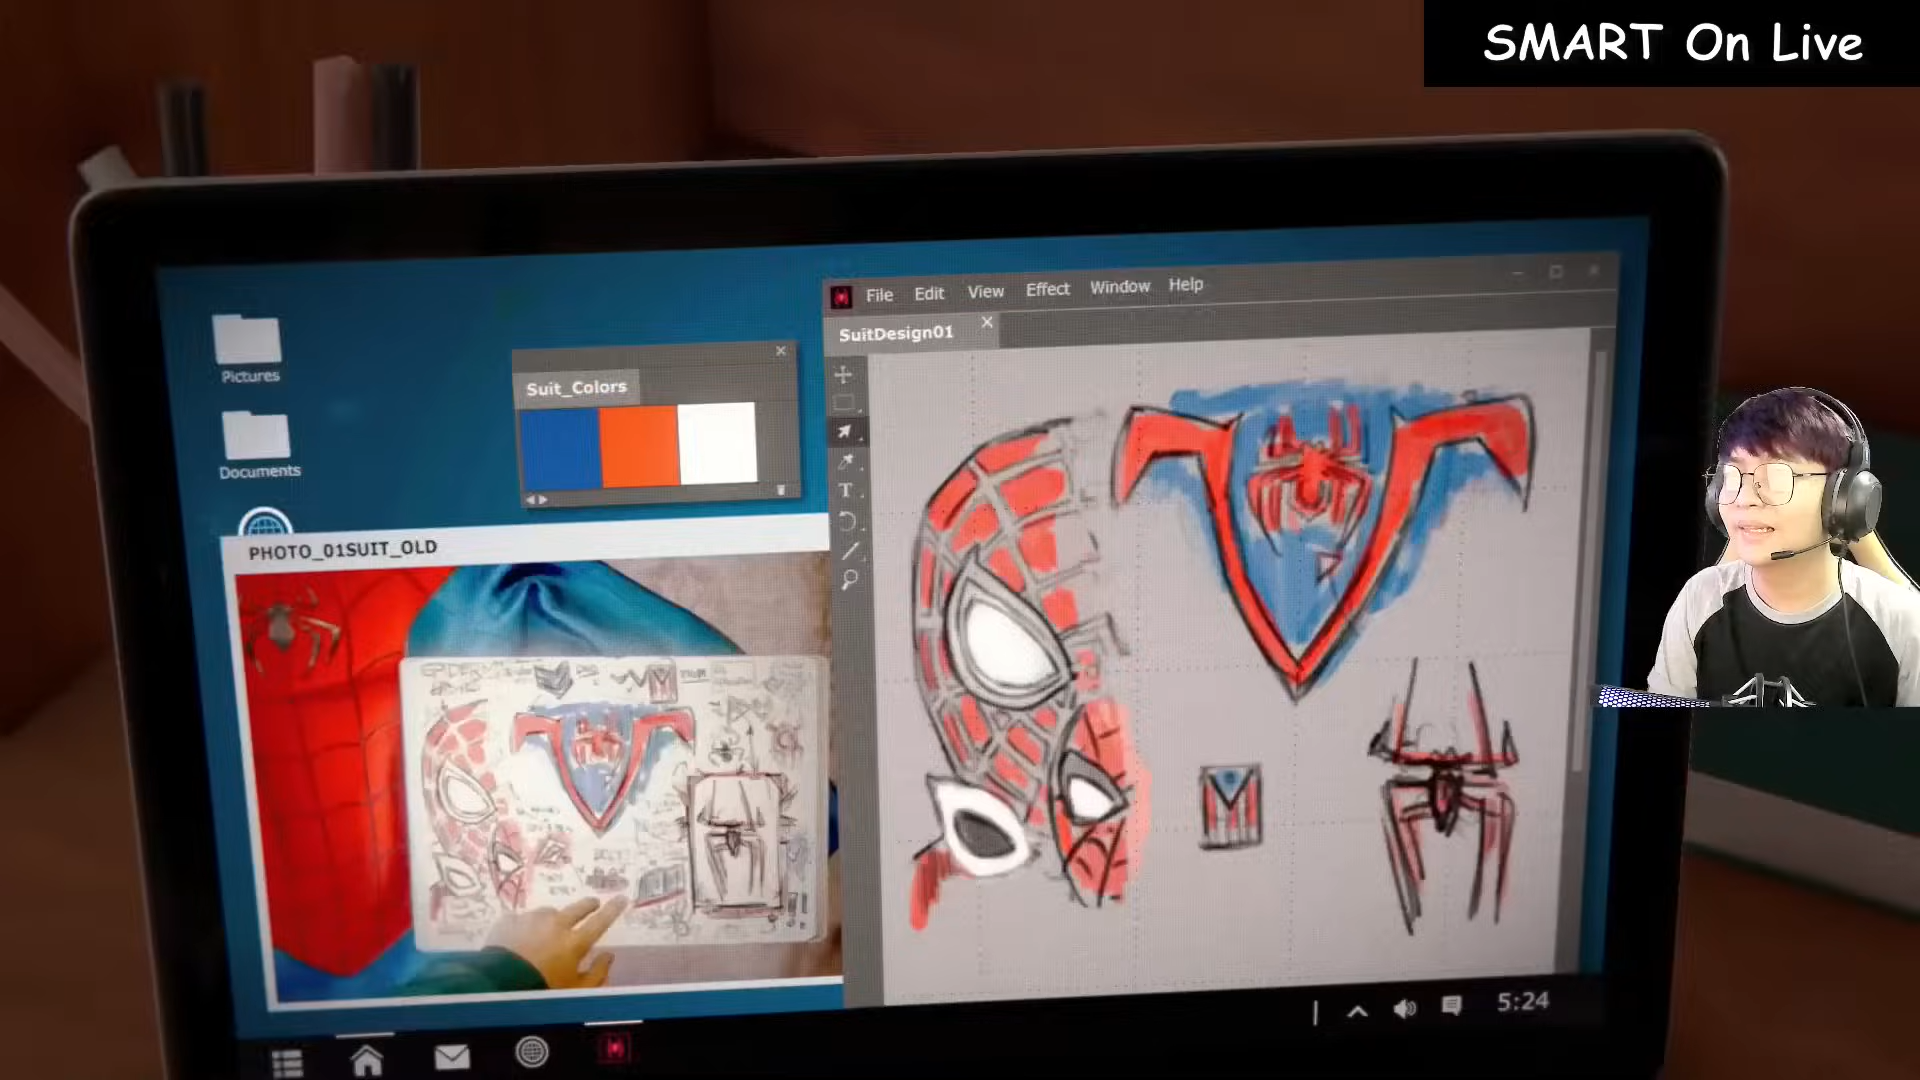 SMART On Live
File Edit View Effect Window Help
SuitDesign01
Pictures
Suit_Colors
Documents
T
PHOTO_01SUIT_OLD
5:24